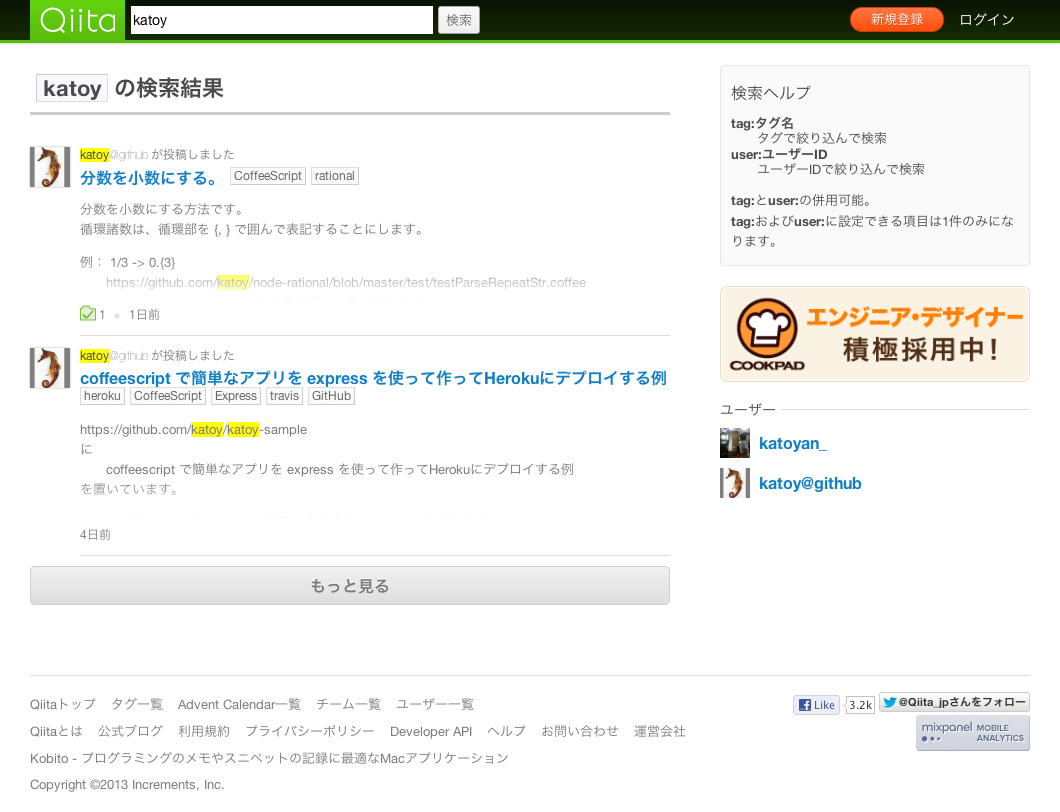 Qiita
katoy
検索
新規登録
ログイン
katoy の検索結果
katoy@github が投稿しました
分数を小数にする。 CoffeeScript rational
分数を小数にする方法です。
循環諸数は、循環部を {, } で囲んで表記することにします。
例： 1/3 -> 0.{3}
https://github.com/katoy/node-rational/blob/master/test/testParseRepeatStr.coffee
1 1日前
katoy@github が投稿しました
coffeescript で簡単なアプリを express を使って作ってHerokuにデプロイする例
heroku CoffeeScript Express travis GitHub
https://github.com/katoy/katoy-sample
に
coffeescript で簡単なアプリを express を使って作ってHerokuにデプロイする例
を置いています。
4日前
もっと見る
検索ヘルプ
tag:タグ名
タグで絞り込んで検索
user:ユーザーID
ユーザーIDで絞り込んで検索
tag:とuser:の併用可能。
tag:およびuser:に設定できる項目は1件のみにな
ります。
COOKPAD
エンジニア・デザイナー
積極採用中！
ユーザー
katoyan_
katoy@github
Qiitaトップ タグ一覧 Advent Calendar一覧 チーム一覧 ユーザー一覧
Qiitaとは 公式ブログ 利用規約 プライバシーポリシー Developer API ヘルプ お問い合わせ 運営会社
Kobito - プログラミングのメモやスニペットの記録に最適なMacアプリケーション
Copyright ©2013 Increments, Inc.
Like 3.2k @Qiita_jpさんをフォロー
mixpanel MOBILE
ANALYTICS